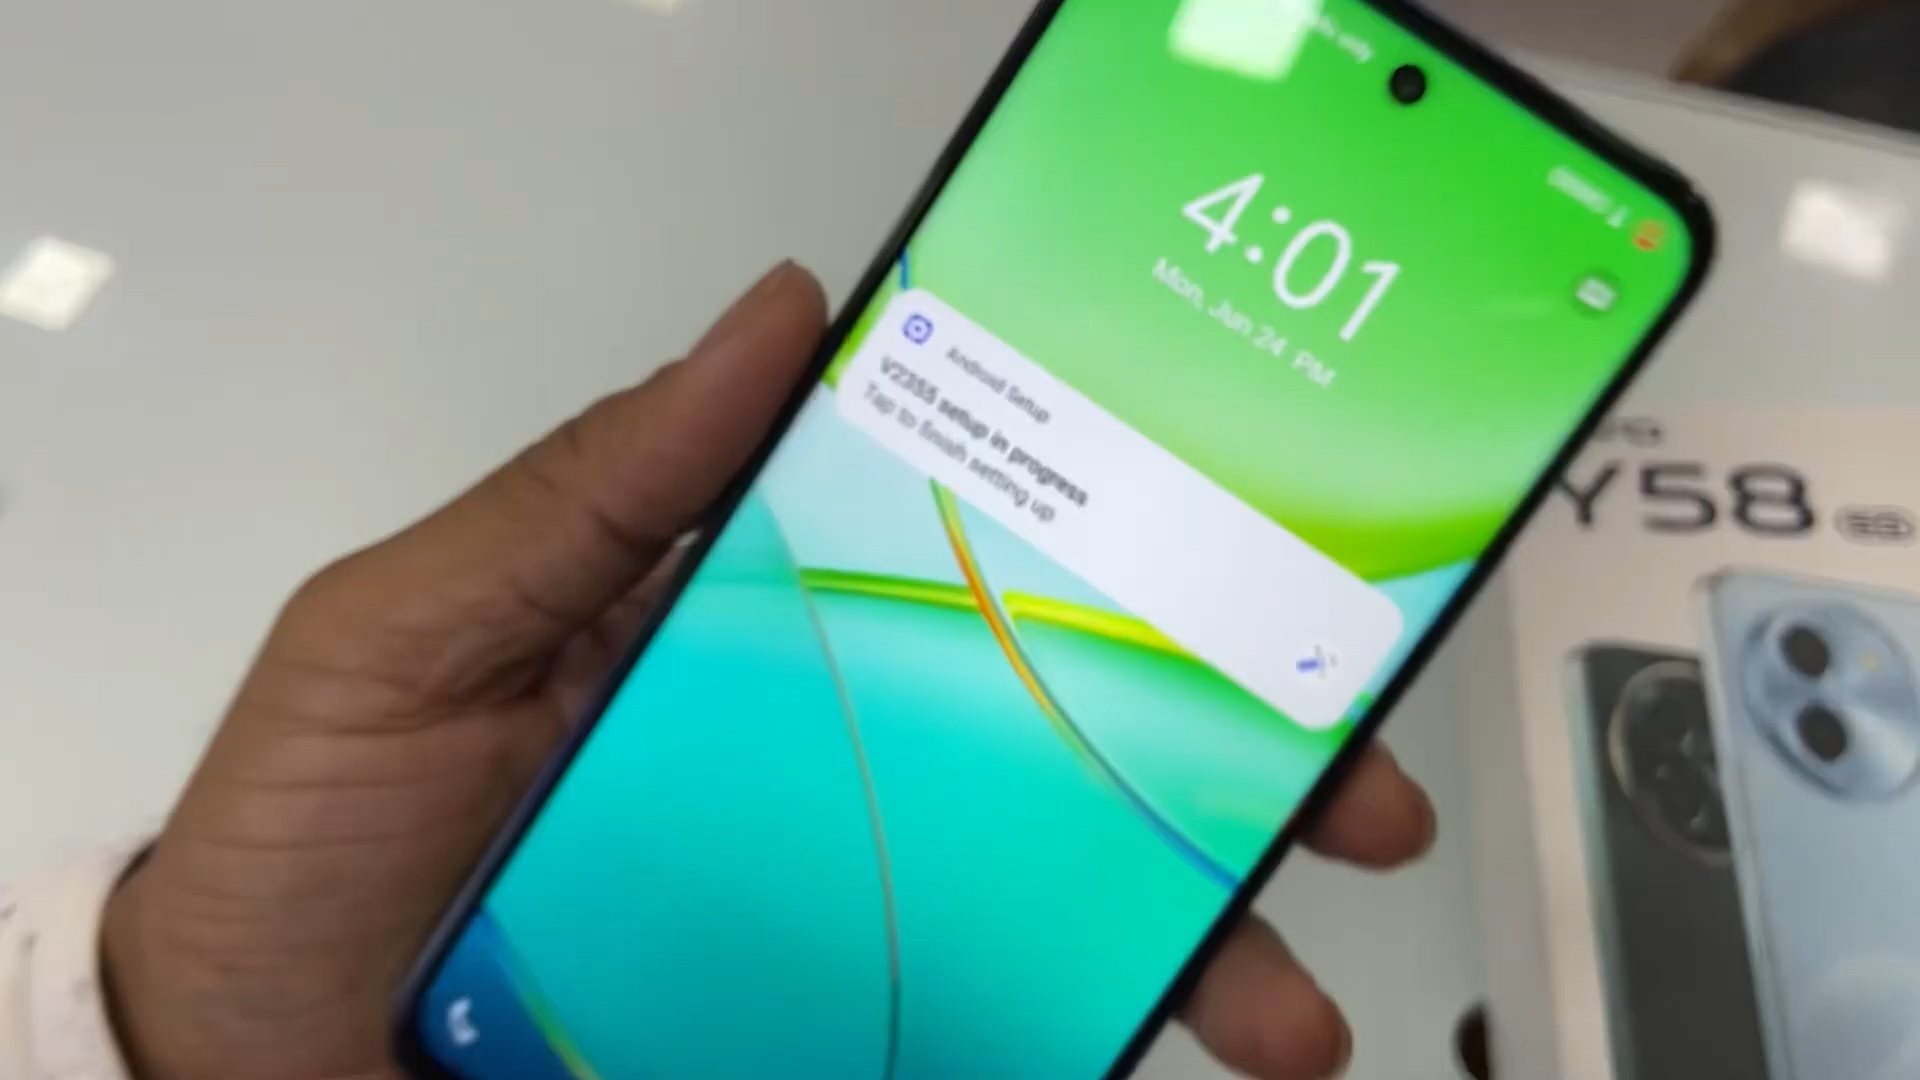 4:01
Mon, Jun 24 PM
Android Setup
V2355 setup in progress
Tap to finish setting up
Y58